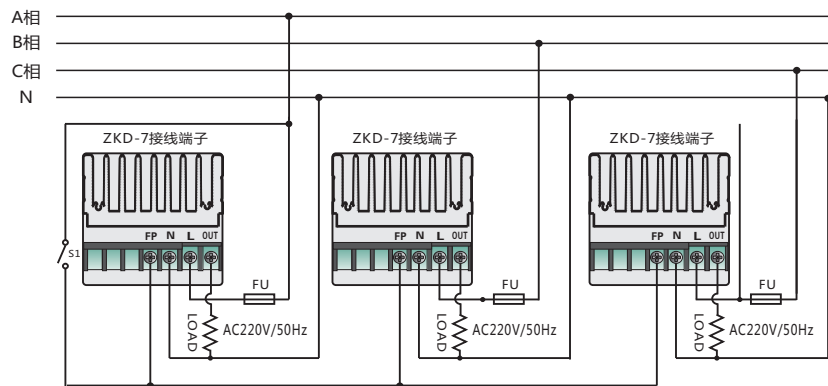 A相
B相
C相
N
ZKD-7接线端子
ZKD-7接线端子
ZKD-7接线端子
FP N L OUT
FP N L OUT
FP N L OUT
S1
FU
FU
FU
LOAD
AC220V/50Hz
LOAD
AC220V/50Hz
LOAD
AC220V/50Hz